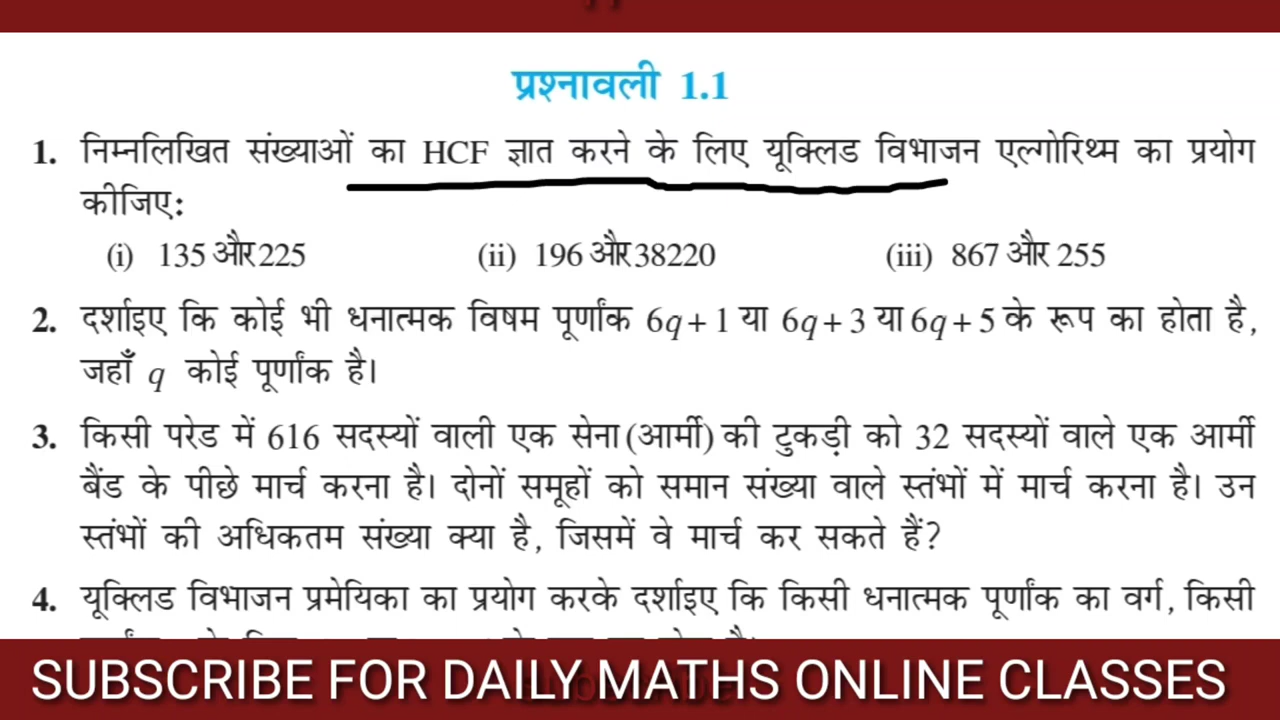 प्रश्नावली 1.1
1. निम्नलिखित संख्याओं का HCF ज्ञात करने के लिए यूक्लिड विभाजन एल्गोरिथ्म का प्रयोग
कीजिए:
(i) 135 और 225 (ii) 196 और 38220 (iii) 867 और 255
2. दर्शाइए कि कोई भी धनात्मक विषम पूर्णांक 6q + 1 या 6q + 3 या 6q + 5 के रूप का होता है,
जहाँ q कोई पूर्णांक है।
3. किसी परेड में 616 सदस्यों वाली एक सेना (आर्मी) की टुकड़ी को 32 सदस्यों वाले एक आर्मी
बैंड के पीछे मार्च करना है। दोनों समूहों को समान संख्या वाले स्तंभों में मार्च करना है। उन
स्तंभों की अधिकतम संख्या क्या है, जिसमें वे मार्च कर सकते हैं?
4. यूक्लिड विभाजन प्रमेयिका का प्रयोग करके दर्शाइए कि किसी धनात्मक पूर्णांक का वर्ग, किसी
SUBSCRIBE FOR DAILY MATHS ONLINE CLASSES